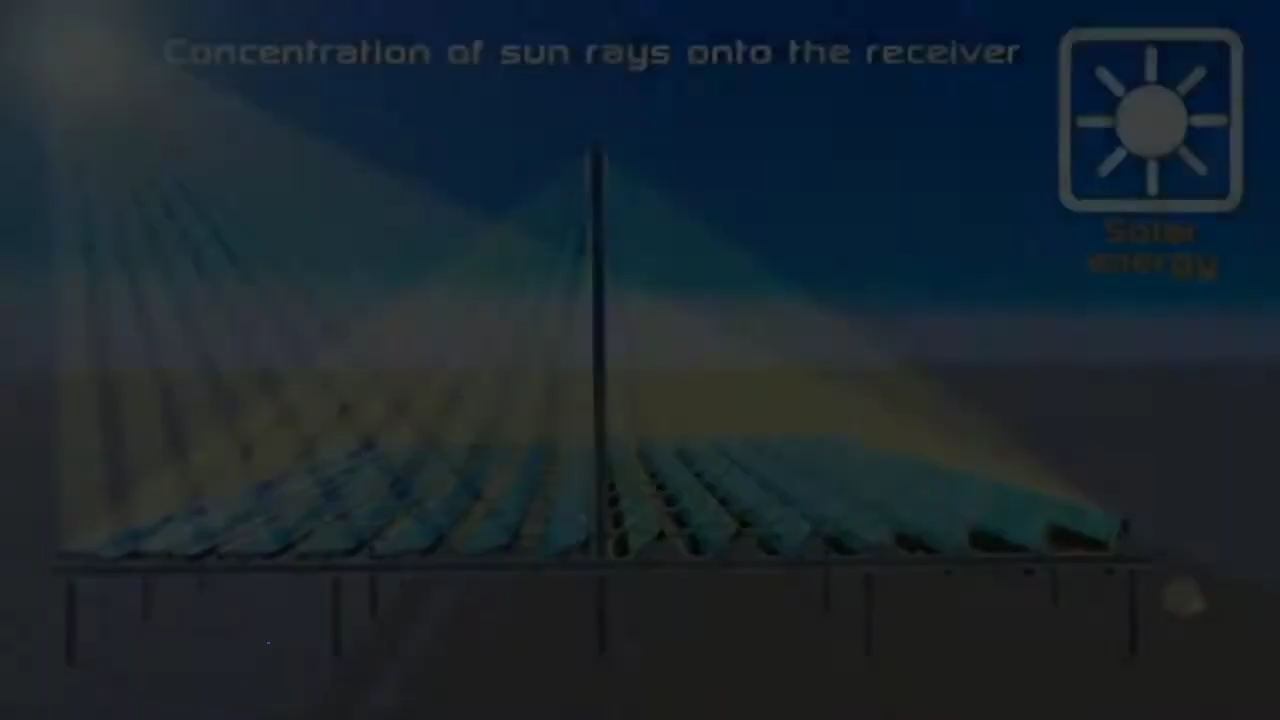 Concentration of sun rays onto the receiver
Solar
energy